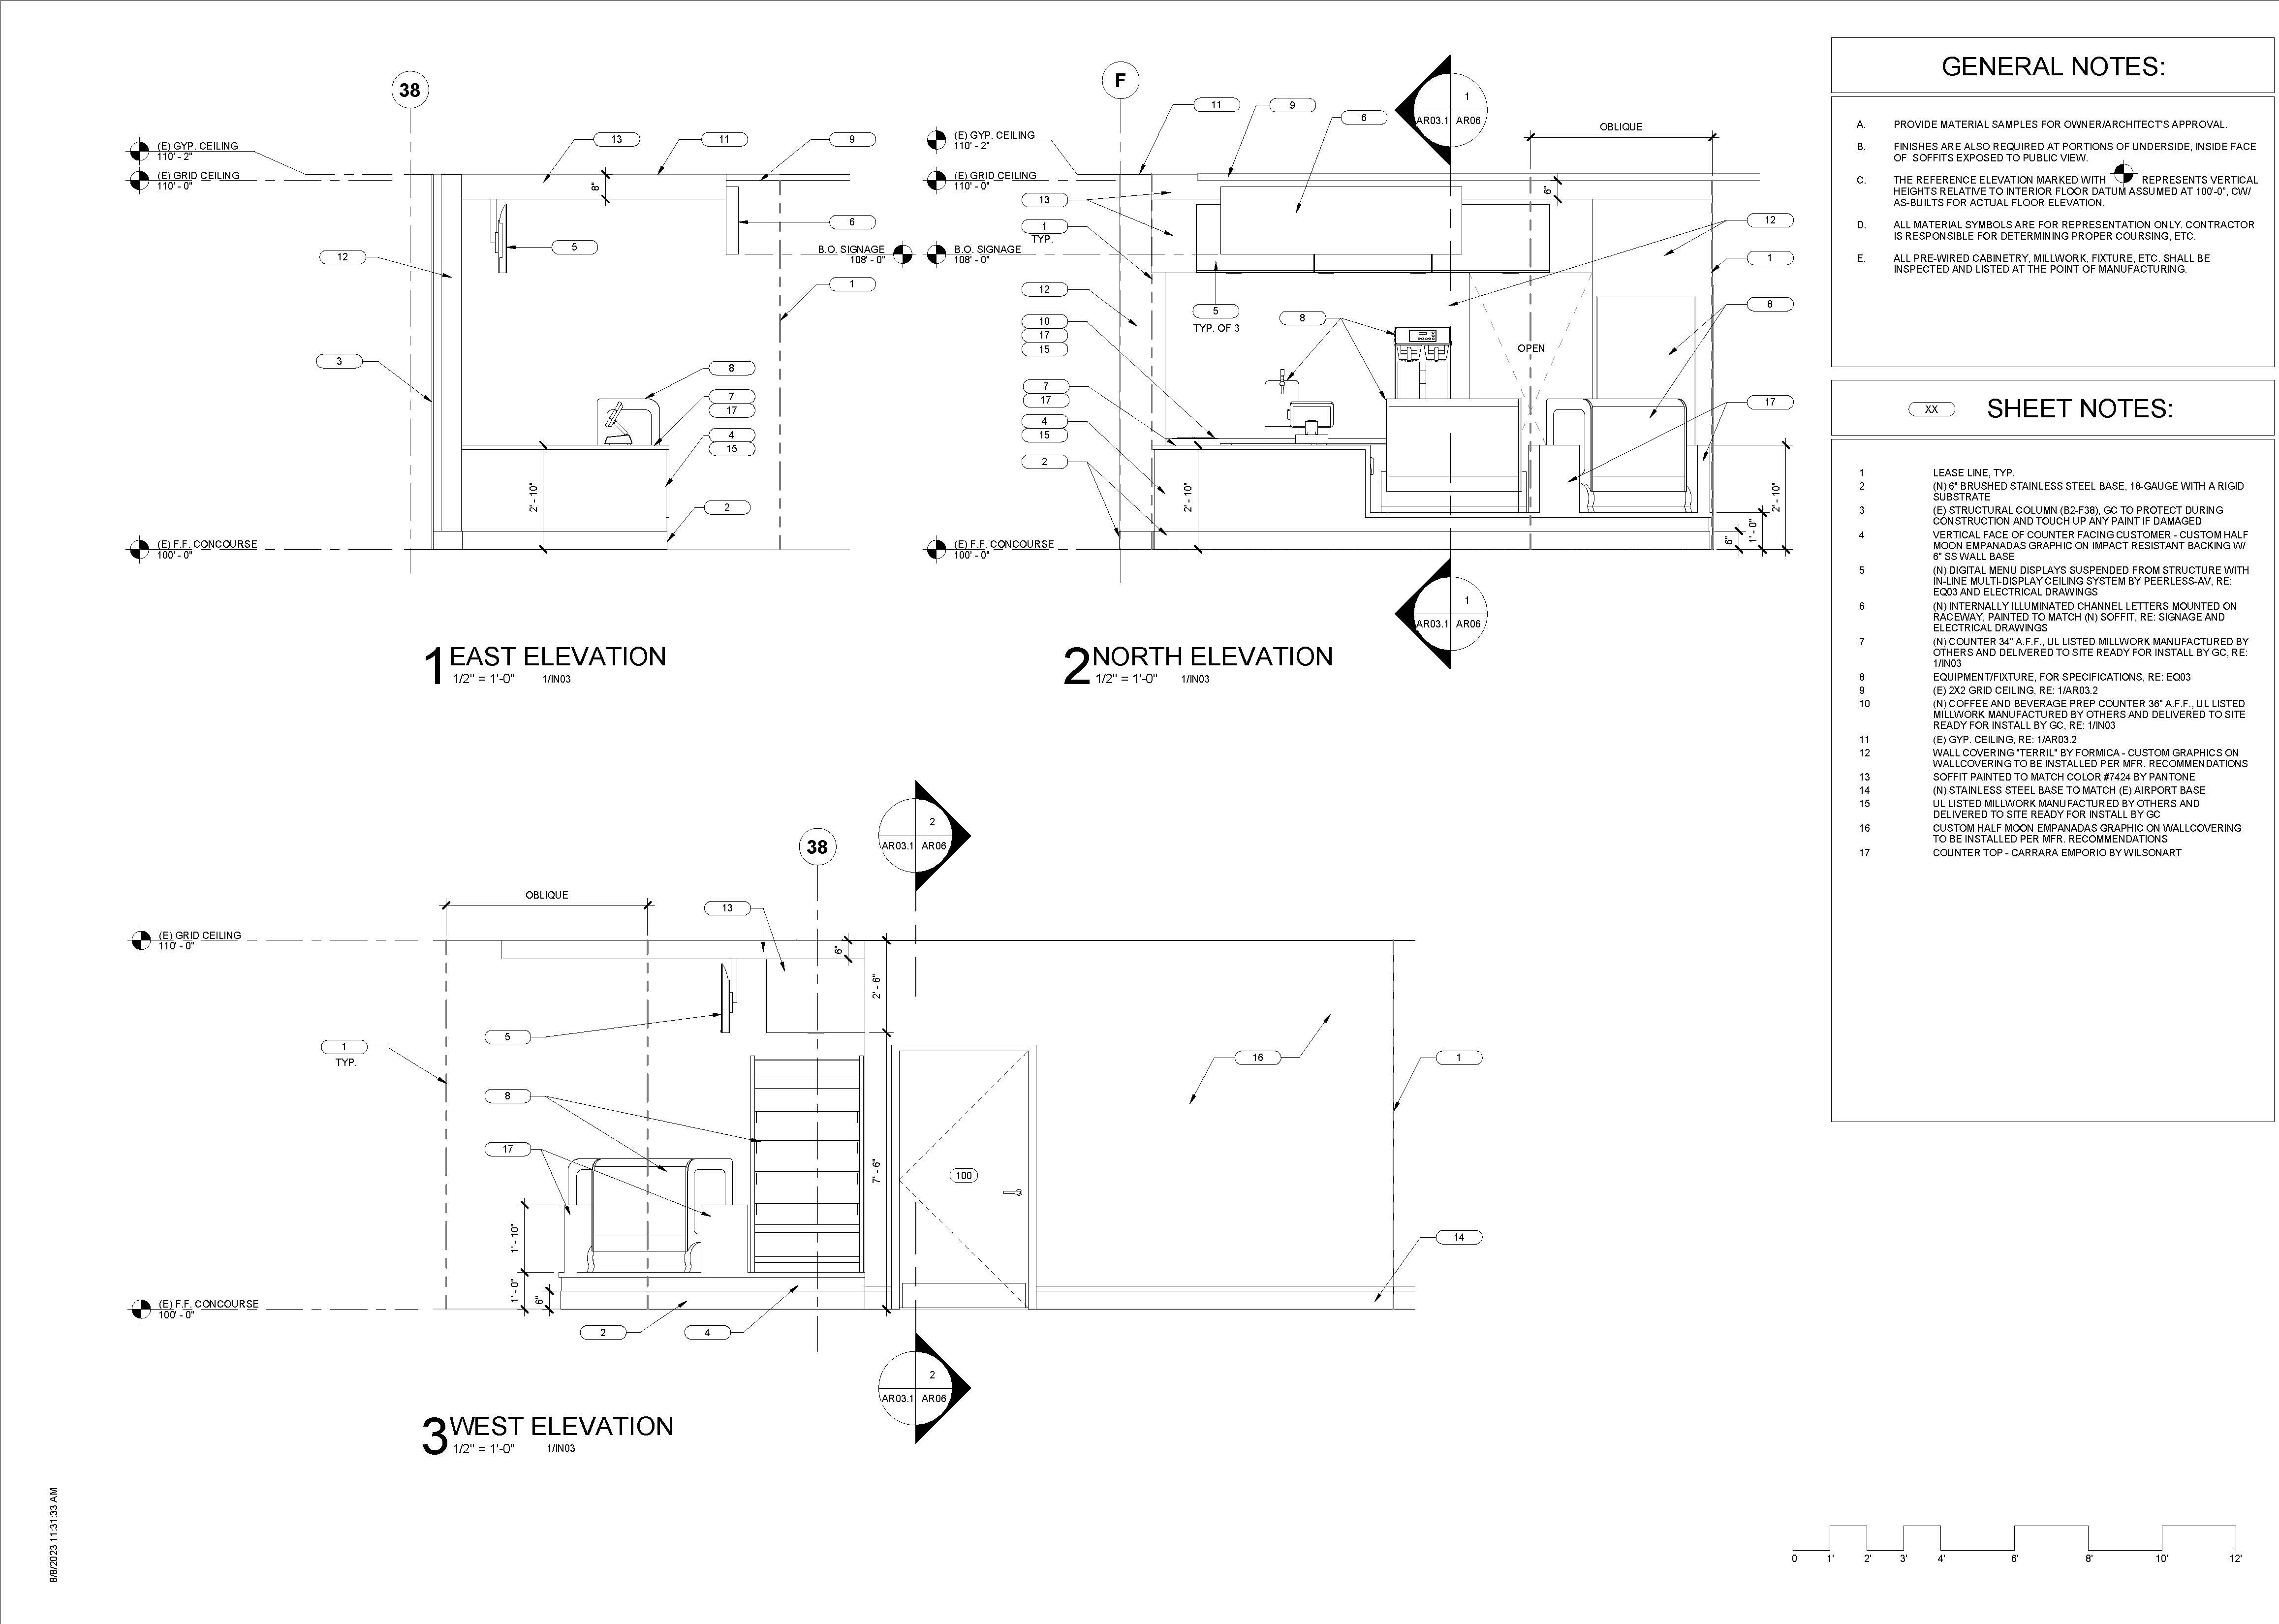 38
(E) GYP. CEILING
110' - 2"
(E) GRID CEILING
110' - 0"
13
11
9
8"
6
5
12
B.O. SIGNAGE
108' - 0"
1
3
8
7
17
4
15
2' - 10"
2
(E) F.F. CONCOURSE
100' - 0"
1 EAST ELEVATION
1/2" = 1'-0" 1/IN03
F
(E) GYP. CEILING
110' - 2"
(E) GRID CEILING
110' - 0"
11
9
6
1
AR03.1 AR06
OBLIQUE
6"
13
1
TYP.
12
B.O. SIGNAGE
108' - 0"
1
12
5
TYP. OF 3
8
8
10
17
15
OPEN
7
17
17
4
15
2
2' - 10"
2' - 10"
1' - 0"
6"
(E) F.F. CONCOURSE
100' - 0"
1
AR03.1 AR06
2 NORTH ELEVATION
1/2" = 1'-0" 1/IN03
2
AR03.1 AR06
38
OBLIQUE
13
(E) GRID CEILING
110' - 0"
6"
2' - 6"
5
1
TYP.
16
1
8
17
7' - 6"
100
1' - 10"
14
1' - 0"
6"
(E) F.F. CONCOURSE
100' - 0"
2
4
2
AR03.1 AR06
3 WEST ELEVATION
1/2" = 1'-0" 1/IN03
8/8/2023 11:31:33 AM
GENERAL NOTES:
A. PROVIDE MATERIAL SAMPLES FOR OWNER/ARCHITECT'S APPROVAL.
B. FINISHES ARE ALSO REQUIRED AT PORTIONS OF UNDERSIDE, INSIDE FACE
OF SOFFITS EXPOSED TO PUBLIC VIEW.
C. THE REFERENCE ELEVATION MARKED WITH REPRESENTS VERTICAL
HEIGHTS RELATIVE TO INTERIOR FLOOR DATUM ASSUMED AT 100'-0", CW/
AS-BUILTS FOR ACTUAL FLOOR ELEVATION.
D. ALL MATERIAL SYMBOLS ARE FOR REPRESENTATION ONLY. CONTRACTOR
IS RESPONSIBLE FOR DETERMINING PROPER COURSING, ETC.
E. ALL PRE-WIRED CABINETRY, MILLWORK, FIXTURE, ETC. SHALL BE
INSPECTED AND LISTED AT THE POINT OF MANUFACTURING.
XX SHEET NOTES:
1 LEASE LINE, TYP.
2 (N) 6" BRUSHED STAINLESS STEEL BASE, 18-GAUGE WITH A RIGID
SUBSTRATE
3 (E) STRUCTURAL COLUMN (B2-F38), GC TO PROTECT DURING
CONSTRUCTION AND TOUCH UP ANY PAINT IF DAMAGED
4 VERTICAL FACE OF COUNTER FACING CUSTOMER - CUSTOM HALF
MOON EMPANADAS GRAPHIC ON IMPACT RESISTANT BACKING W/
6" SS WALL BASE
5 (N) DIGITAL MENU DISPLAYS SUSPENDED FROM STRUCTURE WITH
IN-LINE MULTI-DISPLAY CEILING SYSTEM BY PEERLESS-AV, RE:
EQ03 AND ELECTRICAL DRAWINGS
6 (N) INTERNALLY ILLUMINATED CHANNEL LETTERS MOUNTED ON
RACEWAY, PAINTED TO MATCH (N) SOFFIT, RE: SIGNAGE AND
ELECTRICAL DRAWINGS
7 (N) COUNTER 34" A.F.F., UL LISTED MILLWORK MANUFACTURED BY
OTHERS AND DELIVERED TO SITE READY FOR INSTALL BY GC, RE:
1/IN03
8 EQUIPMENT/FIXTURE, FOR SPECIFICATIONS, RE: EQ03
9 (E) 2X2 GRID CEILING, RE: 1/AR03.2
10 (N) COFFEE AND BEVERAGE PREP COUNTER 36" A.F.F., UL LISTED
MILLWORK MANUFACTURED BY OTHERS AND DELIVERED TO SITE
READY FOR INSTALL BY GC, RE: 1/IN03
11 (E) GYP. CEILING, RE: 1/AR03.2
12 WALL COVERING "TERRIL" BY FORMICA - CUSTOM GRAPHICS ON
WALLCOVERING TO BE INSTALLED PER MFR. RECOMMENDATIONS
13 SOFFIT PAINTED TO MATCH COLOR #7424 BY PANTONE
14 (N) STAINLESS STEEL BASE TO MATCH (E) AIRPORT BASE
15 UL LISTED MILLWORK MANUFACTURED BY OTHERS AND
DELIVERED TO SITE READY FOR INSTALL BY GC
16 CUSTOM HALF MOON EMPANADAS GRAPHIC ON WALLCOVERING
TO BE INSTALLED PER MFR. RECOMMENDATIONS
17 COUNTER TOP - CARRARA EMPORIO BY WILSONART
0 1' 2' 3' 4' 6' 8' 10' 12'